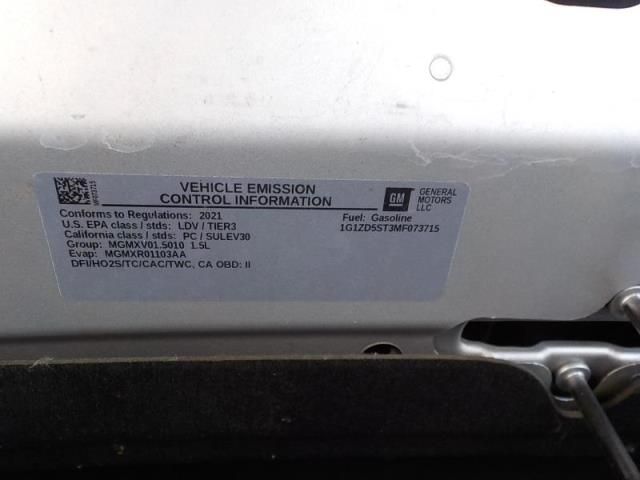 MF073715
VEHICLE EMISSION
CONTROL INFORMATION
GM
GENERAL
MOTORS
LLC
Conforms to Regulations: 2021
U.S. EPA class / stds: LDV / TIER3
California class / stds: PC / SULEV30
Group: MGMXV01.5010 1.5L
Evap: MGMXR01103AA
DFI/HO2S/TC/CAC/TWC, CA OBD: II
Fuel: Gasoline
1G1ZD5ST3MF073715